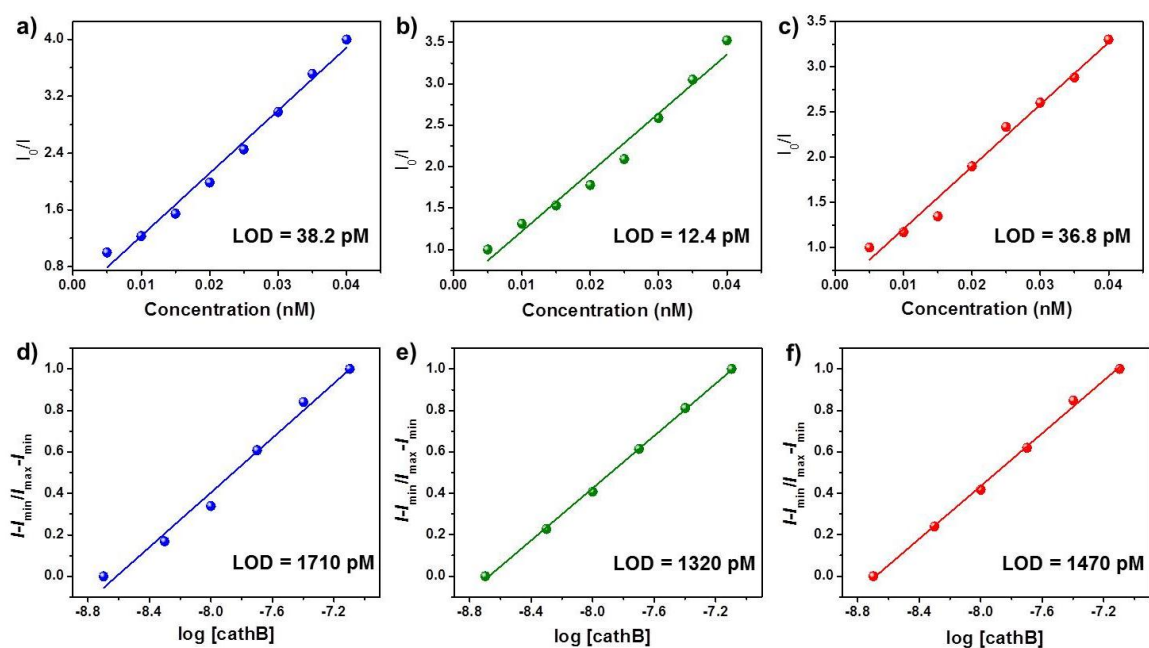 a)
4.0
3.2
2.4
1.6
0.8
I0/I
LOD = 38.2 pM
0.00 0.01 0.02 0.03 0.04
Concentration (nM)
b)
3.5
3.0
2.5
2.0
1.5
1.0
I0/I
LOD = 12.4 pM
0.00 0.01 0.02 0.03 0.04
Concentration (nM)
c)
3.5
3.0
2.5
2.0
1.5
1.0
I0/I
LOD = 36.8 pM
0.00 0.01 0.02 0.03 0.04
Concentration (nM)
d)
1.0
0.8
0.6
0.4
0.2
0.0
I-Imin/Imax-Imin
LOD = 1710 pM
-8.8 -8.4 -8.0 -7.6 -7.2
log [cathB]
e)
1.0
0.8
0.6
0.4
0.2
0.0
I-Imin/Imax-Imin
LOD = 1320 pM
-8.8 -8.4 -8.0 -7.6 -7.2
log [cathB]
f)
1.0
0.8
0.6
0.4
0.2
0.0
I-Imin/Imax-Imin
LOD = 1470 pM
-8.8 -8.4 -8.0 -7.6 -7.2
log [cathB]